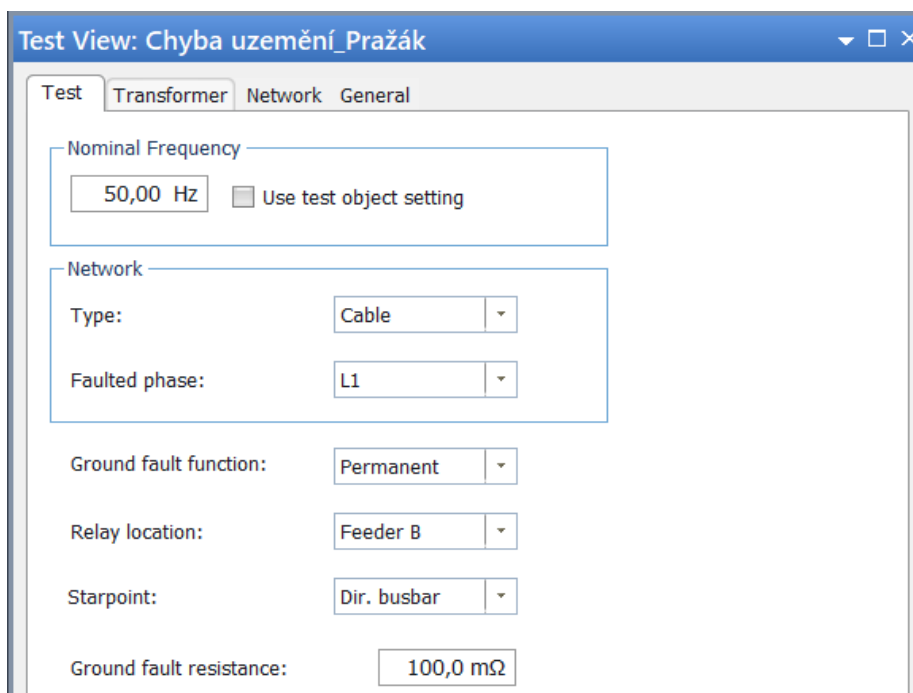 Test View: Chyba uzemění_Pražák
Test Transformer Network General
Nominal Frequency
50,00 Hz Use test object setting
Network
Type: Cable
Faulted phase: L1
Ground fault function: Permanent
Relay location: Feeder B
Starpoint: Dir. busbar
Ground fault resistance: 100,0 mΩ